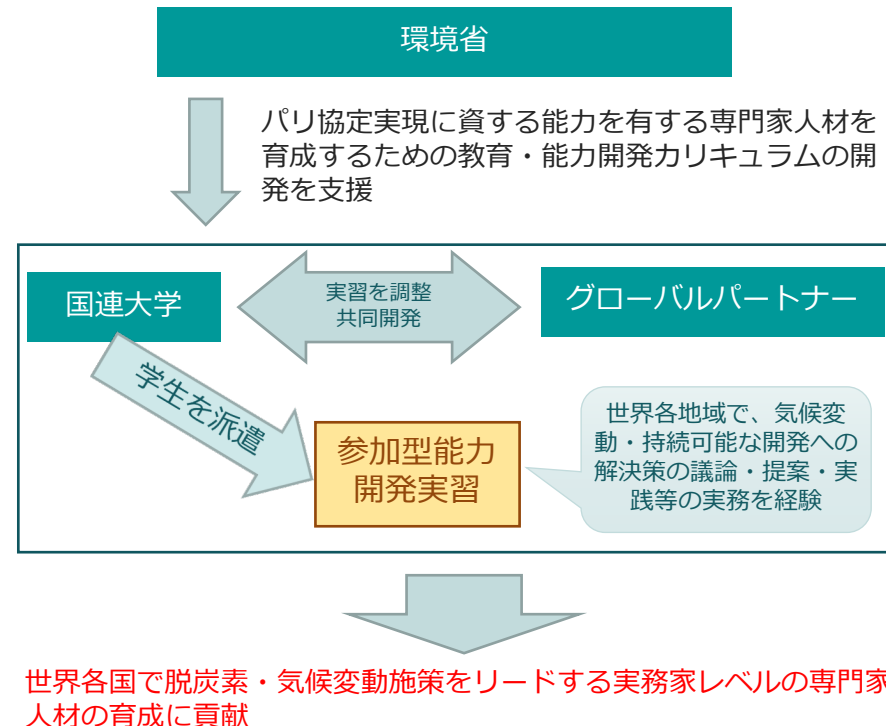 環境省
パリ協定実現に資する能力を有する専門家人材を
育成するための教育・能力開発カリキュラムの開
発を支援
国連大学
実習を調整
共同開発
グローバルパートナー
学生を派遣
参加型能力
開発実習
世界各地域で、気候変
動・持続可能な開発への
解決策の議論・提案・実
践等の実務を経験
世界各国で脱炭素・気候変動施策をリードする実務家レベルの専門家
人材の育成に貢献